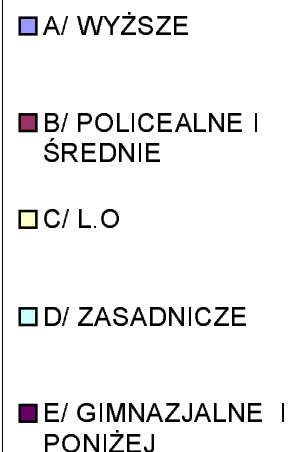 A/ WYŻSZE
B/ POLICEALNE I
ŚREDNIE
C/ L.O
D/ ZASADNICZE
E/ GIMNAZJALNE I
PONIŻEJ